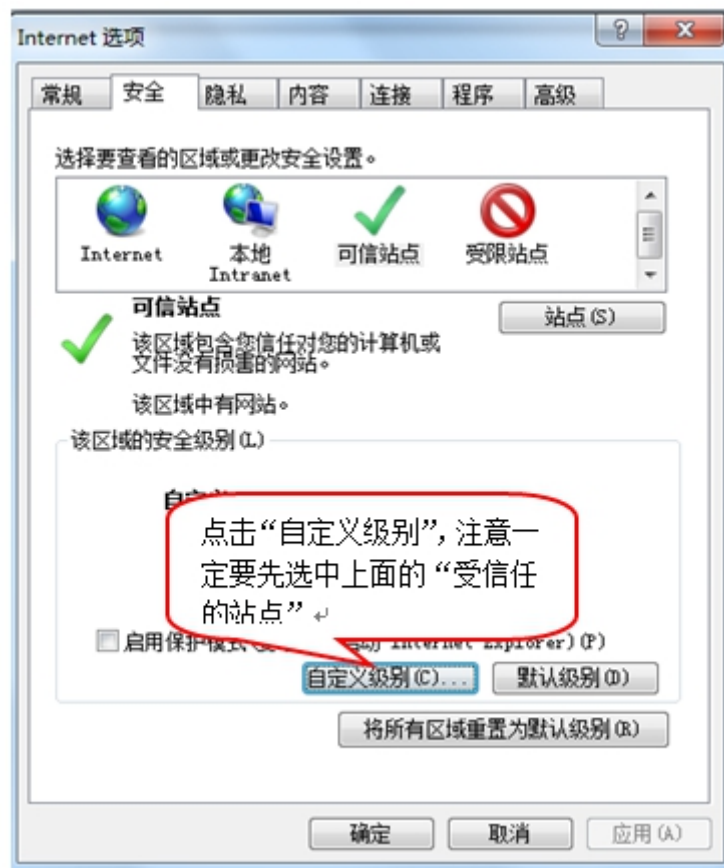 Internet 选项
常规 安全 隐私 内容 连接 程序 高级
选择要查看的区域或更改安全设置。
Internet 本地 Intranet 可信站点 受限站点
可信站点
站点(S)
该区域包含您信任对您的计算机或
文件没有损害的网站。
该区域中有网站。
该区域的安全级别(L)
点击“自定义级别”，注意一
定要先选中上面的“受信任
的站点”
启用保护模式 Internet Explorer)(P)
自定义级别(C)... 默认级别(D)
将所有区域重置为默认级别(R)
确定 取消 应用(A)